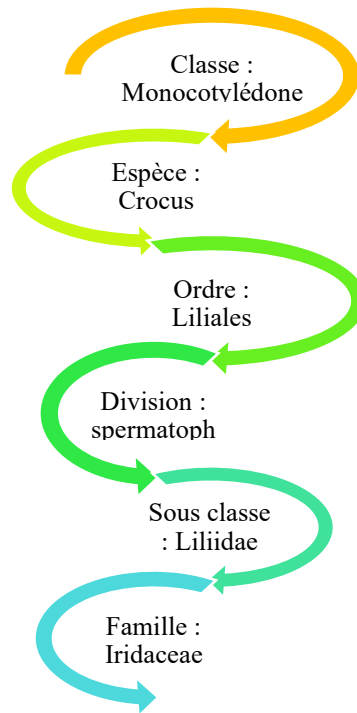 Classe :
Monocotylédone
Espèce :
Crocus
Ordre :
Liliales
Division :
spermatoph
Sous classe
: Liliidae
Famille :
Iridaceae